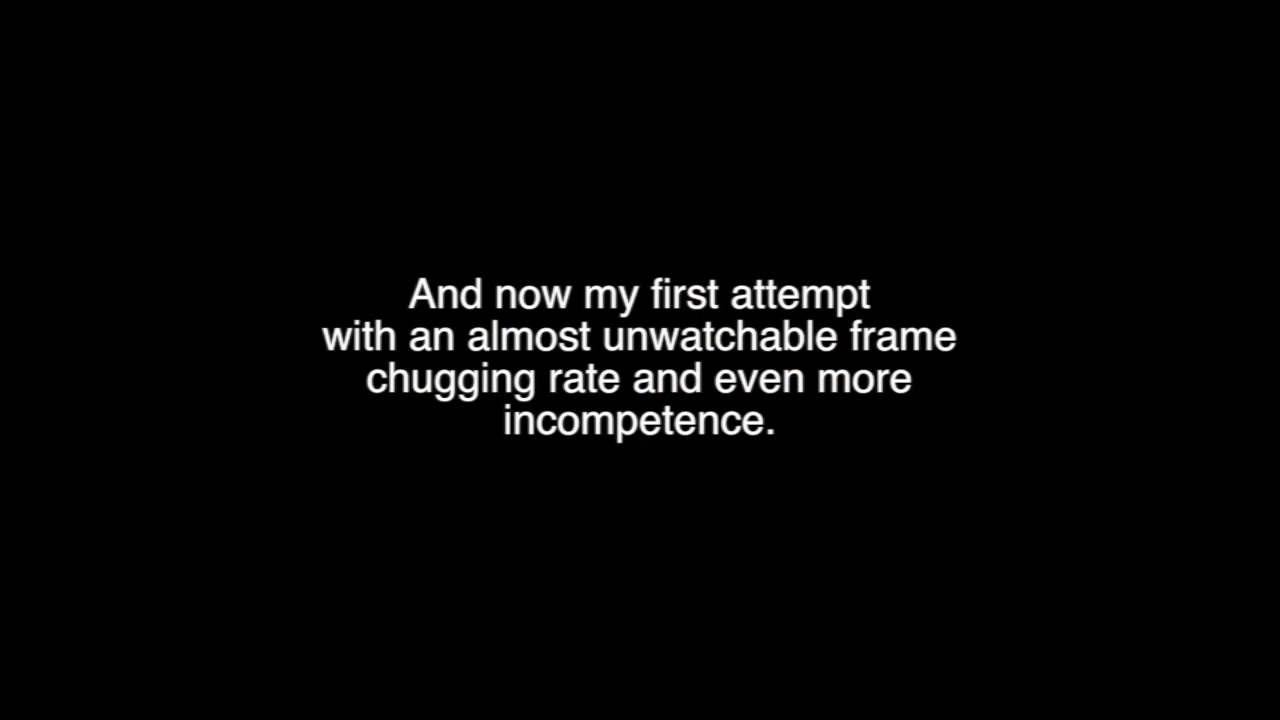 And now my first attempt
with an almost unwatchable frame
chugging rate and even more
incompetence.